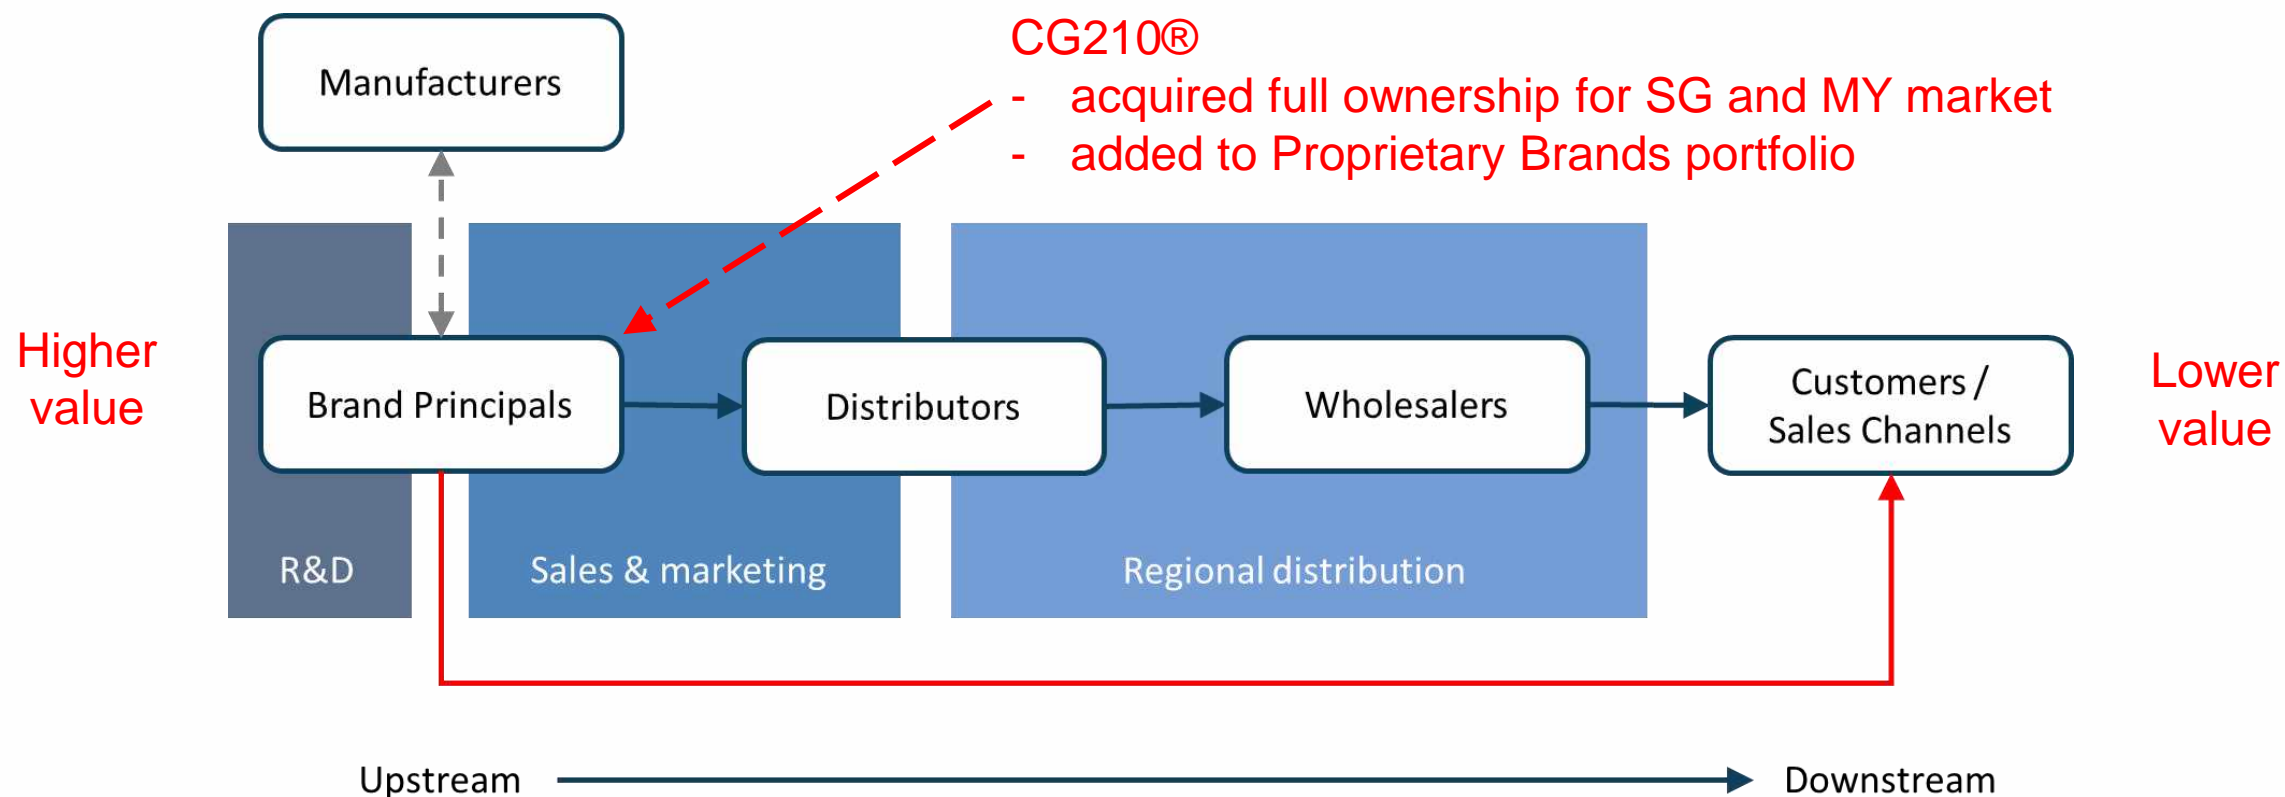 CG210®
- acquired full ownership for SG and MY market
- added to Proprietary Brands portfolio
Manufacturers
Higher
value
Brand Principals
Distributors
Wholesalers
Customers /
Sales Channels
Lower
value
R&D
Sales & marketing
Regional distribution
Upstream
Downstream